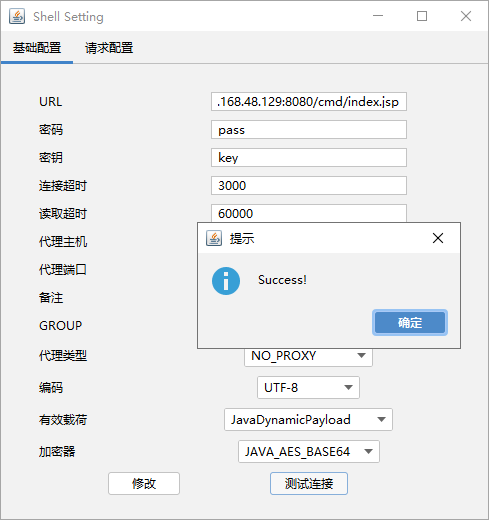 Shell Setting
基础配置 请求配置
URL .168.48.129:8080/cmd/index.jsp
密码 pass
密钥 key
连接超时 3000
读取超时 60000
代理主机
提示
代理端口
Success!
备注
GROUP
确定
代理类型 NO_PROXY
编码 UTF-8
有效载荷 JavaDynamicPayload
加密器 JAVA_AES_BASE64
修改 测试连接